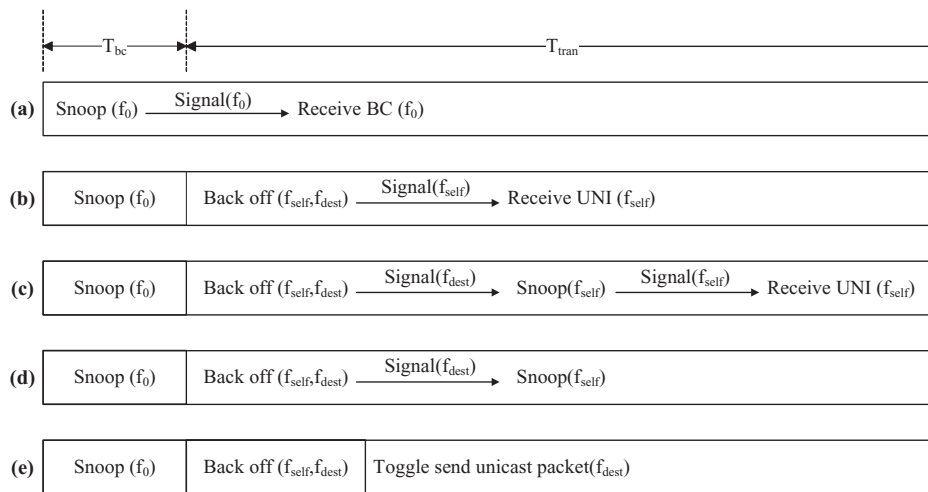 T_bc T_tran
(a) Snoop (f_0) Signal(f_0) Receive BC (f_0)
(b) Snoop (f_0) Back off (f_self,f_dest) Signal(f_self) Receive UNI (f_self)
(c) Snoop (f_0) Back off (f_self,f_dest) Signal(f_dest) Snoop(f_self) Signal(f_self) Receive UNI (f_self)
(d) Snoop (f_0) Back off (f_self,f_dest) Signal(f_dest) Snoop(f_self)
(e) Snoop (f_0) Back off (f_self,f_dest) Toggle send unicast packet(f_dest)